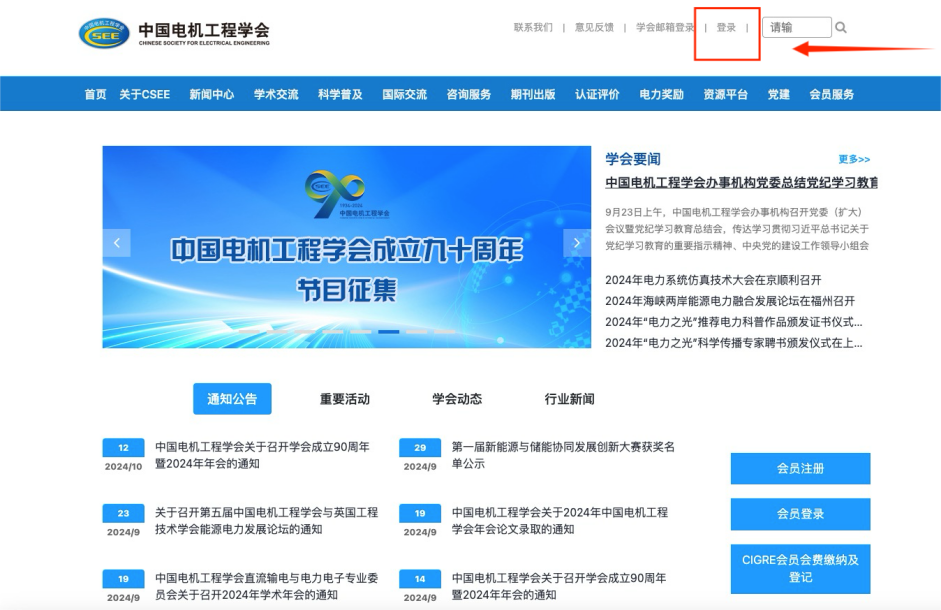 SEE
中国电机工程学会
CHINESE SOCIETY FOR ELECTRICAL ENGINEERING
联系我们 | 意见反馈 | 学会邮箱登录 | 登录 | 请输
首页 关于CSEE 新闻中心 学术交流 科学普及 国际交流 咨询服务 期刊出版 认证评价 电力奖励 资源平台 党建 会员服务
90
1934-2024
中国电机工程学会
中国电机工程学会成立九十周年
节目征集
学会要闻 更多>>
中国电机工程学会办事机构党委总结党纪学习教育
9月23日上午，中国电机工程学会办事机构召开党委（扩大）
会议暨党纪学习教育总结会，传达学习贯彻习近平总书记关于
党纪学习教育的重要指示精神、中央党的建设工作领导小组会
2024年电力系统仿真技术大会在京顺利召开
2024年海峡两岸能源电力融合发展论坛在福州召开
2024年“电力之光”推荐电力科普作品颁发证书仪式...
2024年“电力之光”科学传播专家聘书颁发仪式在上...
通知公告 重要活动 学会动态 行业新闻
12
2024/10
中国电机工程学会关于召开学会成立90周年
暨2024年年会的通知
29
2024/9
第一届新能源与储能协同发展创新大赛获奖名
单公示
23
2024/9
关于召开第五届中国电机工程学会与英国工程
技术学会能源电力发展论坛的通知
19
2024/9
中国电机工程学会关于2024年中国电机工程
学会年会论文录取的通知
19
2024/9
中国电机工程学会直流输电与电力电子专业委
员会关于召开2024年学术年会的通知
14
2024/9
中国电机工程学会关于召开学会成立90周年
暨2024年年会的通知
会员注册
会员登录
CIGRE会员会费缴纳及
登记